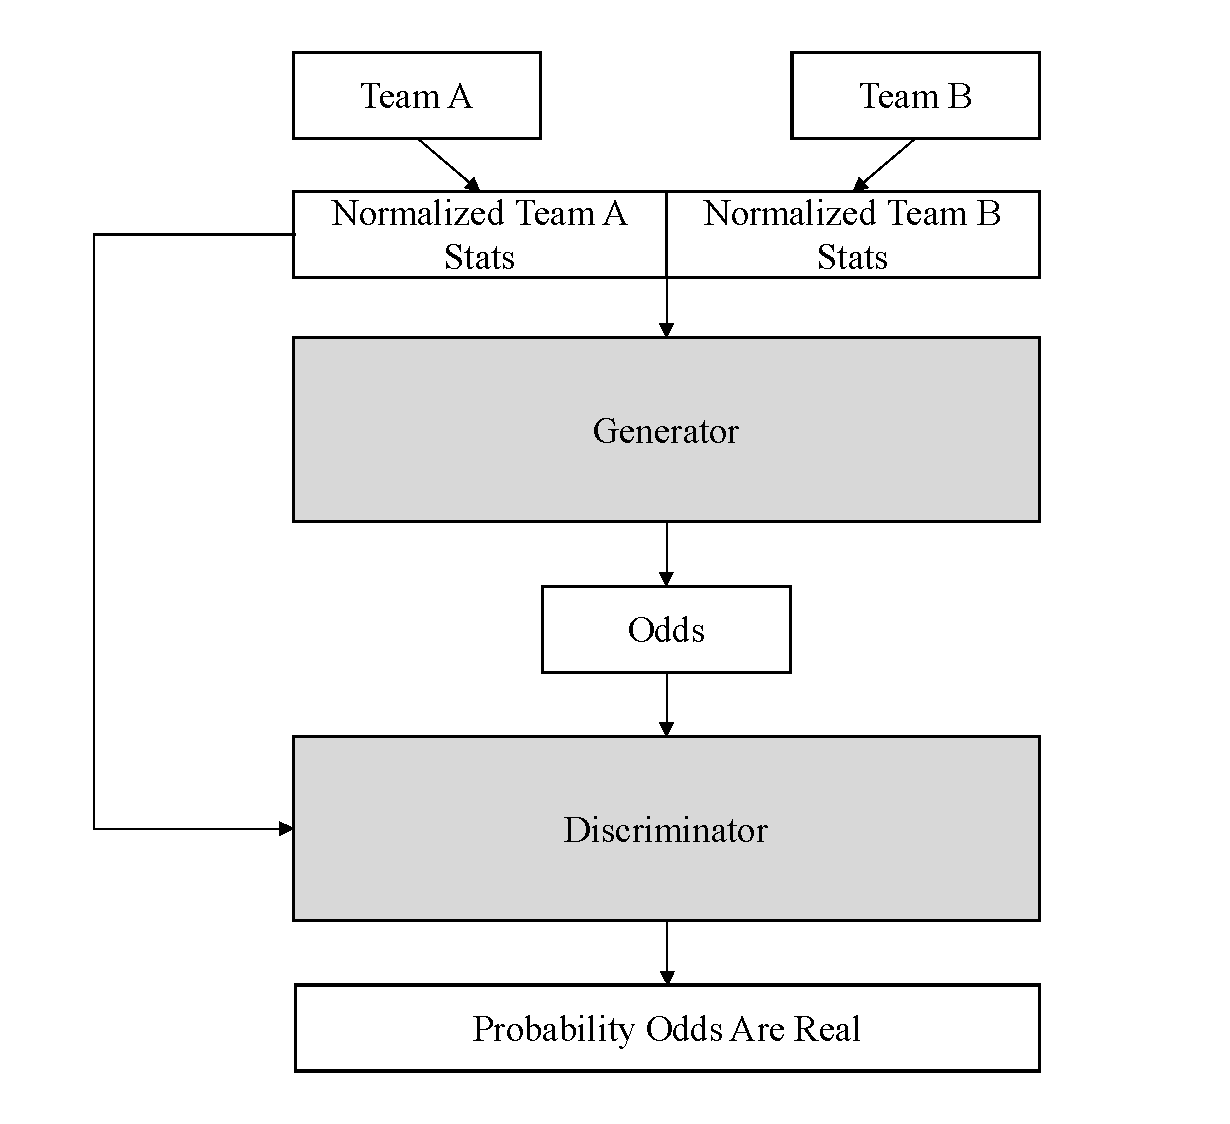 Team A
Team B
Normalized Team A
Stats
Normalized Team B
Stats
Generator
Odds
Discriminator
Probability Odds Are Real